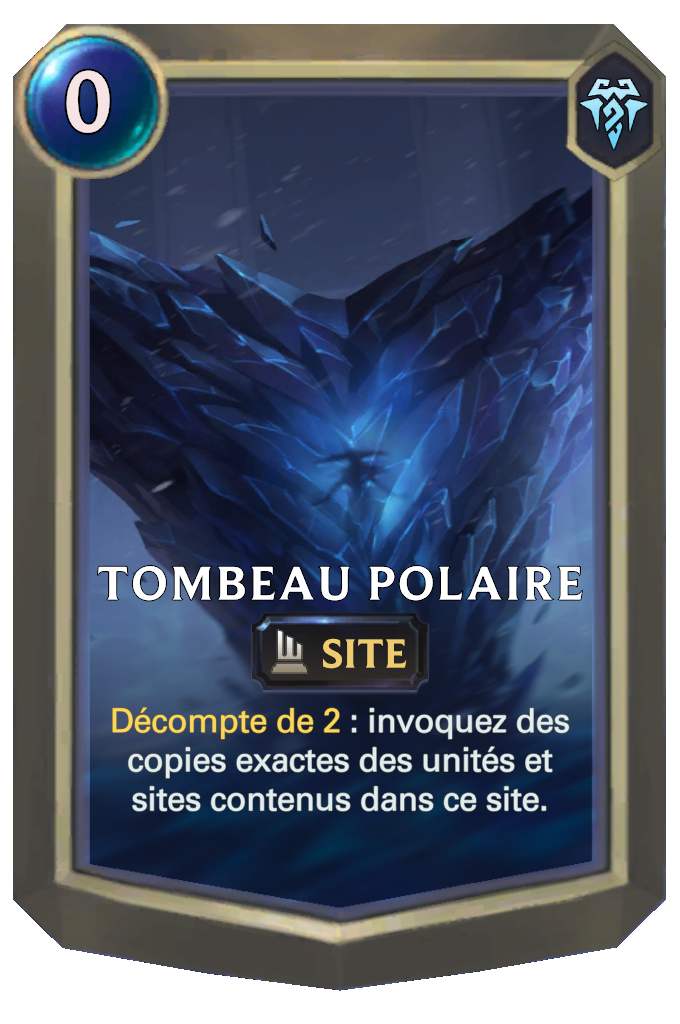 0
TOMBEAU POLAIRE
SITE
Décompte de 2 : invoquez des
copies exactes des unités et
sites contenus dans ce site.